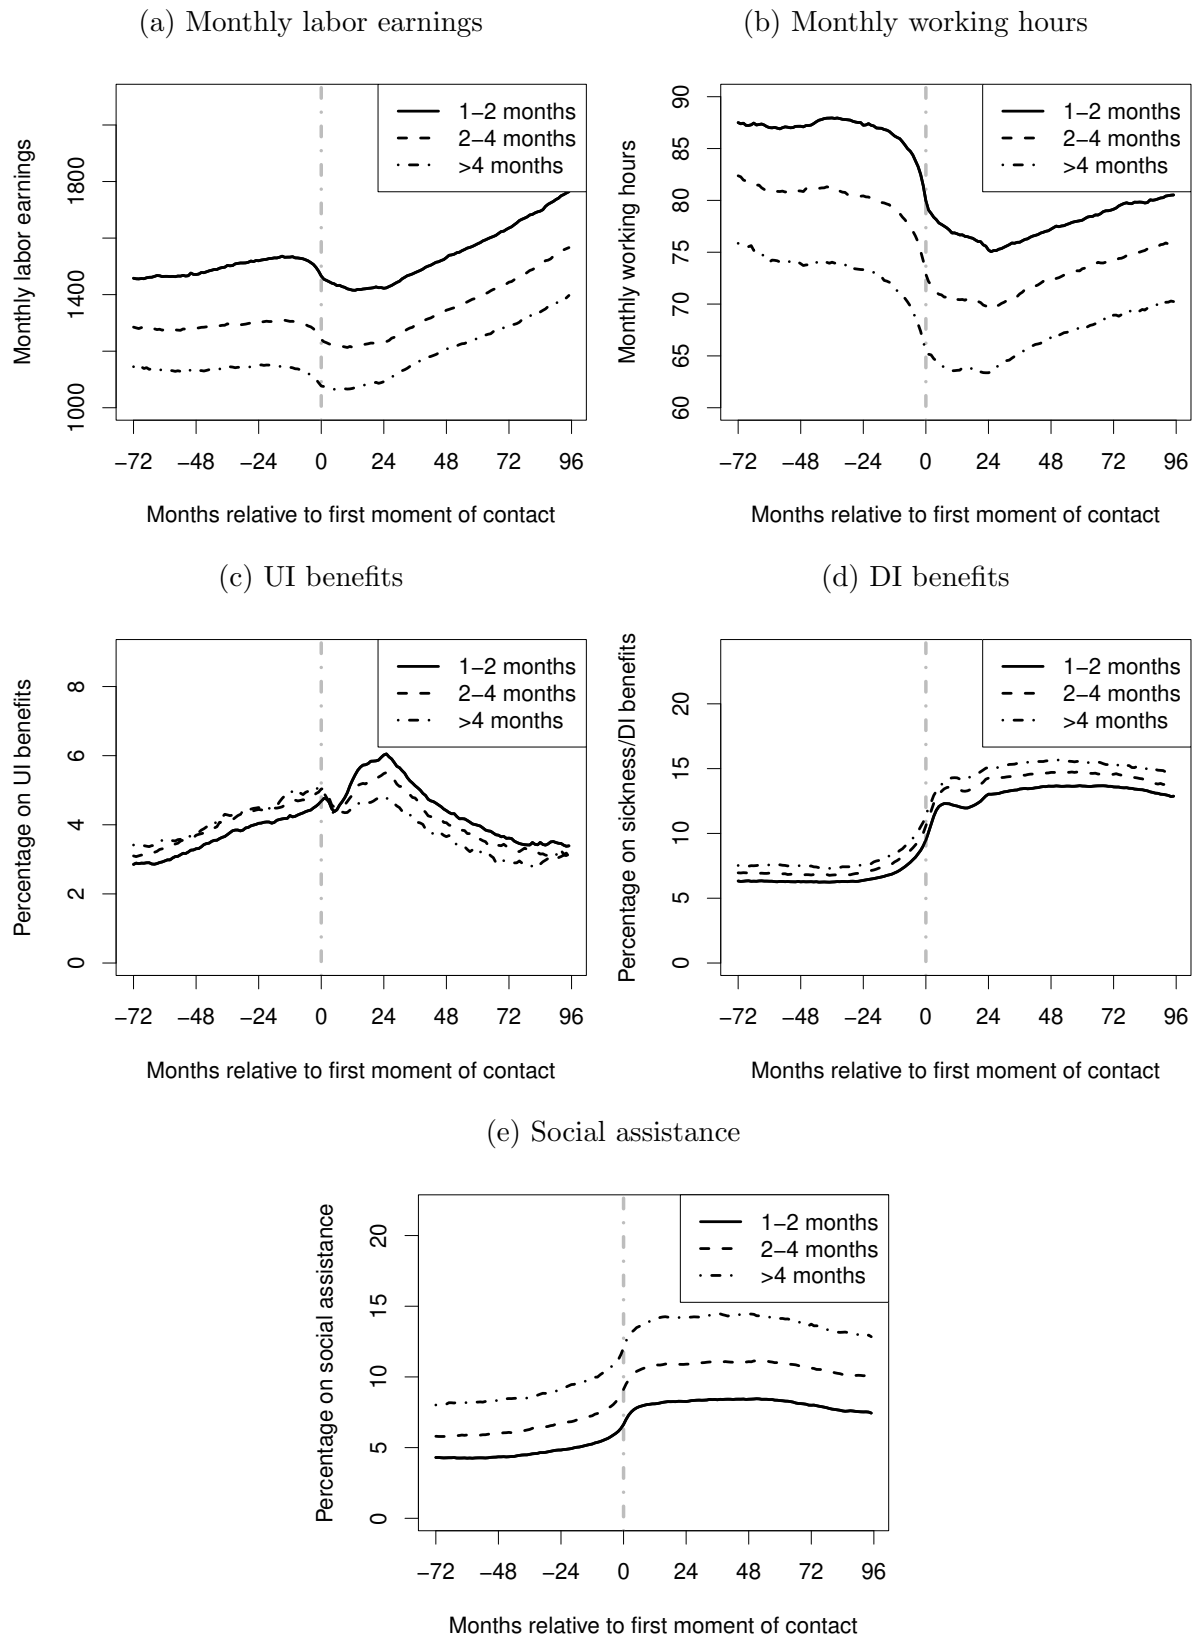 (a) Monthly labor earnings
Monthly labor earnings
1000 1400 1800
1−2 months
2−4 months
>4 months
−72 −48 −24 0 24 48 72 96
Months relative to first moment of contact
(b) Monthly working hours
Monthly working hours
60 65 70 75 80 85 90
1−2 months
2−4 months
>4 months
−72 −48 −24 0 24 48 72 96
Months relative to first moment of contact
(c) UI benefits
Percentage on UI benefits
0 2 4 6 8
1−2 months
2−4 months
>4 months
−72 −48 −24 0 24 48 72 96
Months relative to first moment of contact
(d) DI benefits
Percentage on sickness/DI benefits
0 5 10 15 20
1−2 months
2−4 months
>4 months
−72 −48 −24 0 24 48 72 96
Months relative to first moment of contact
(e) Social assistance
Percentage on social assistance
0 5 10 15 20
1−2 months
2−4 months
>4 months
−72 −48 −24 0 24 48 72 96
Months relative to first moment of contact